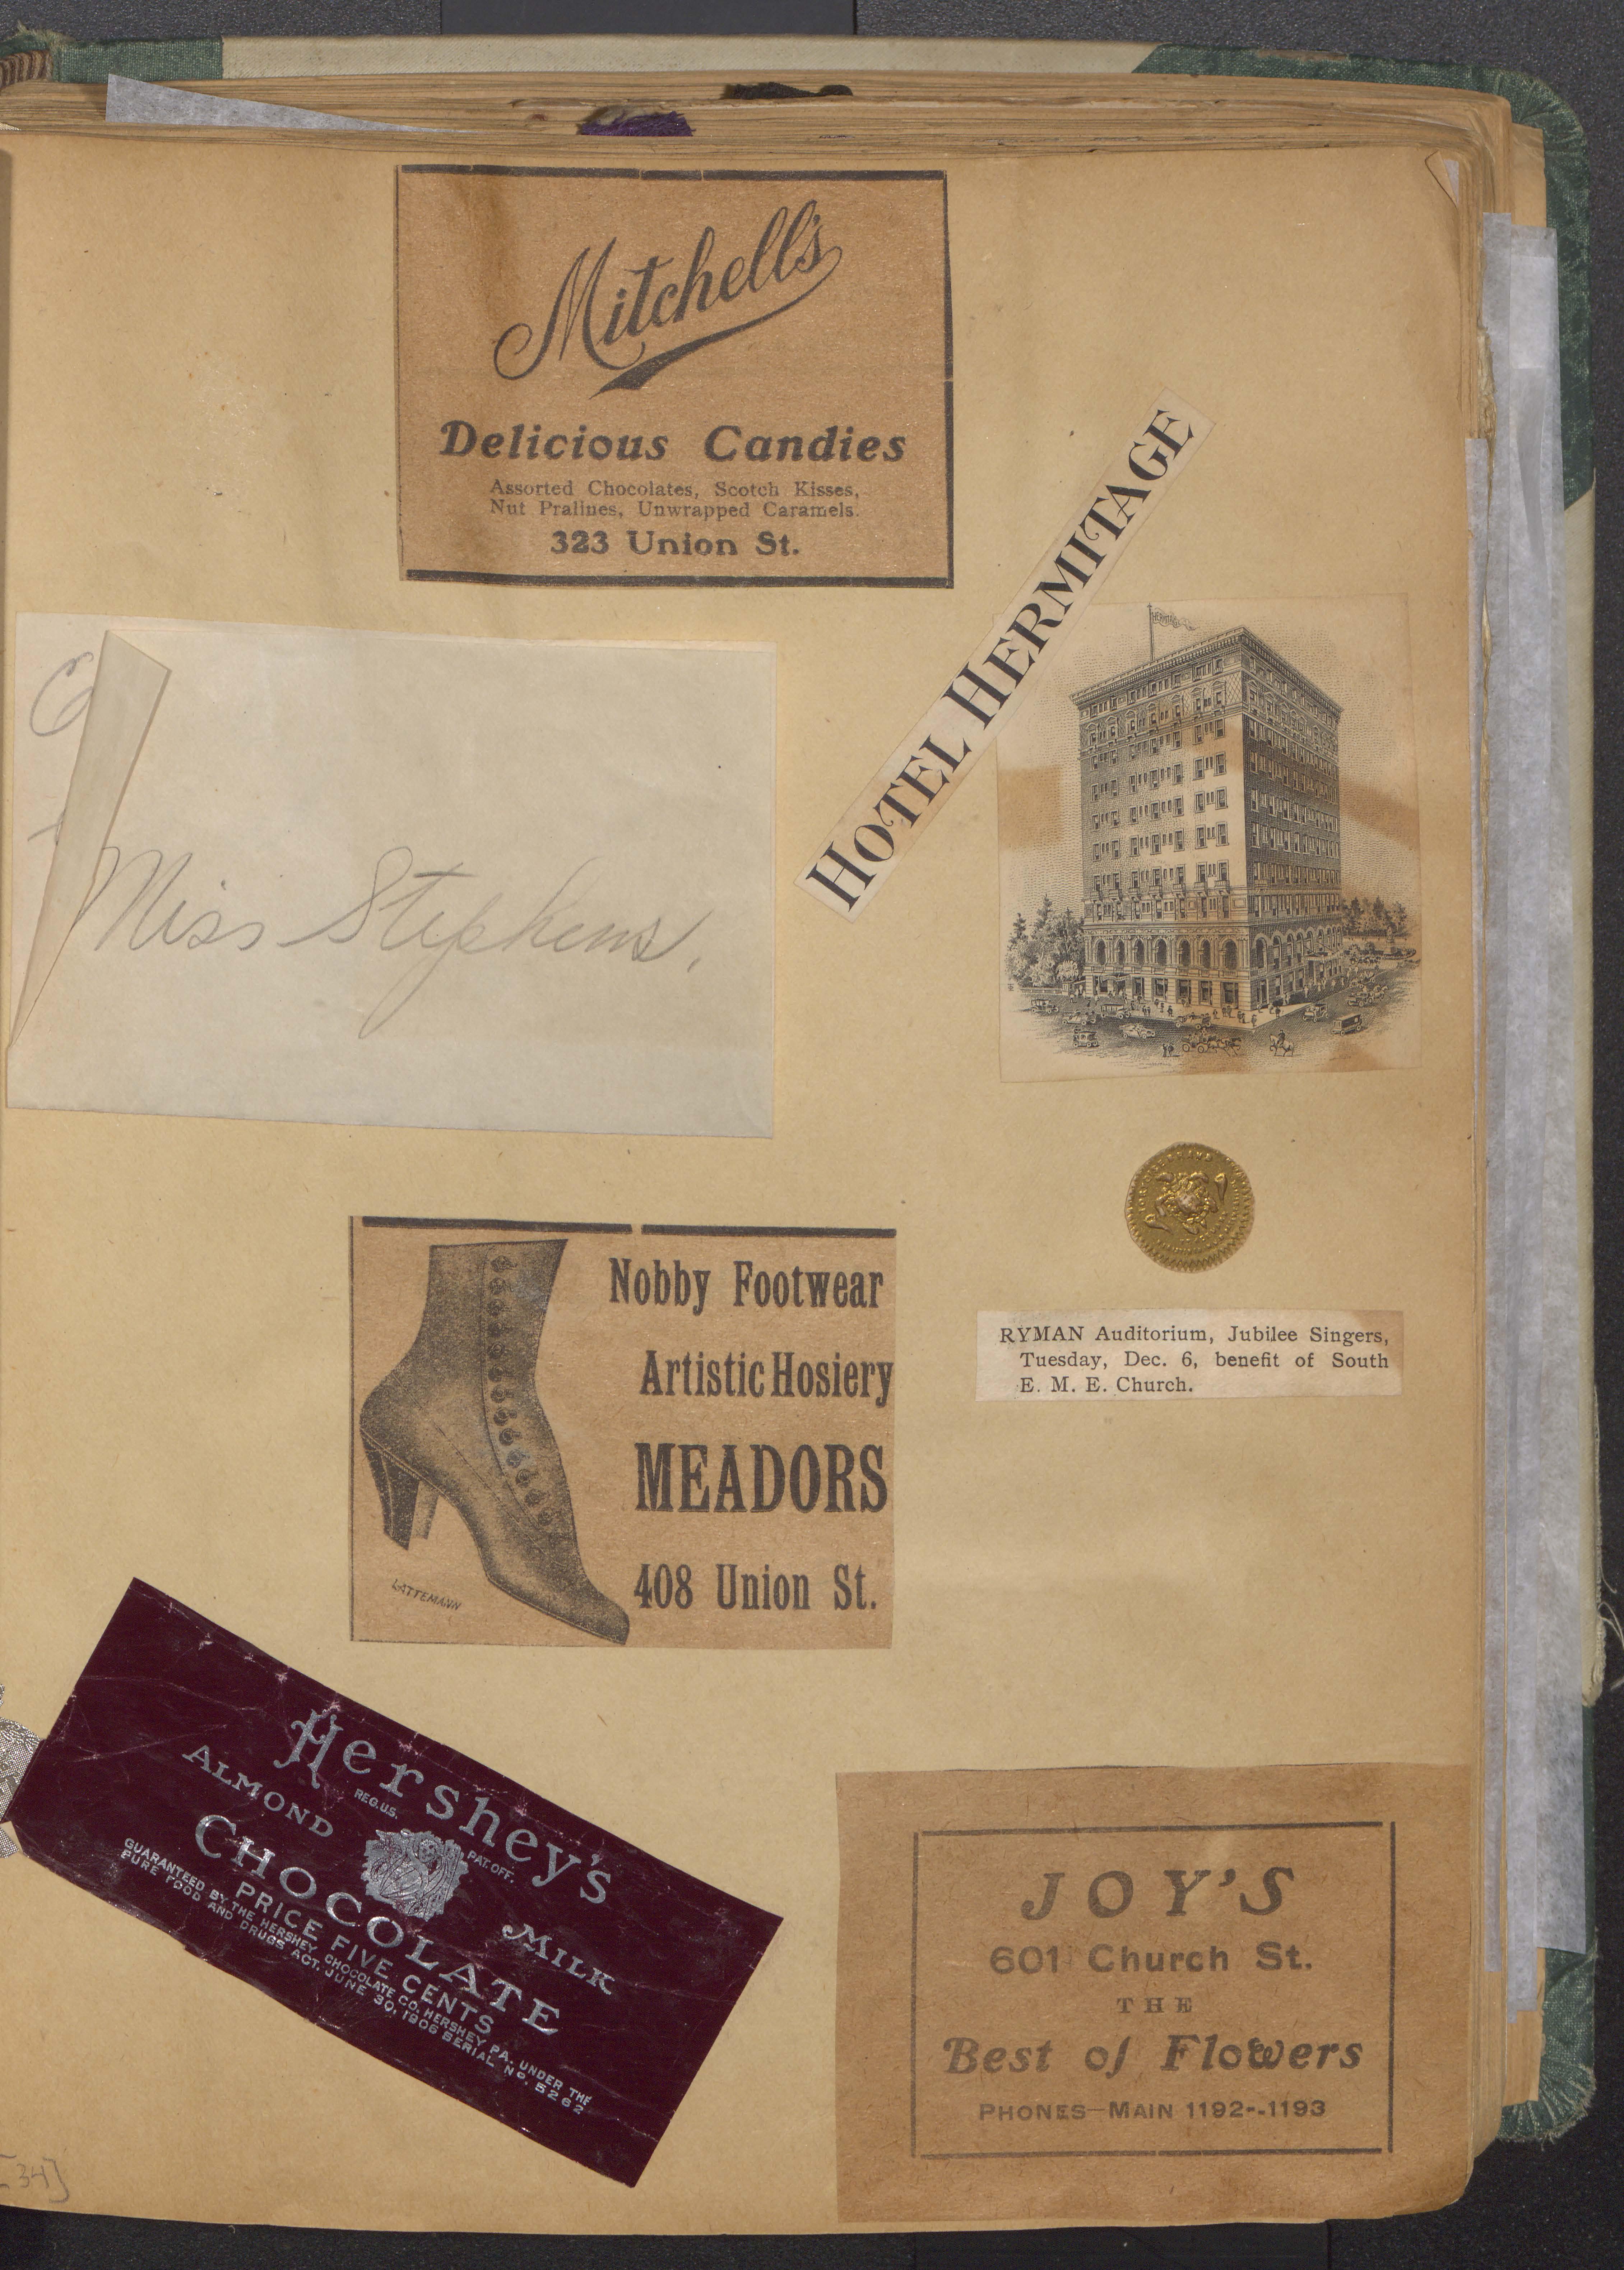 Mitchell's
Delicious Candies
Assorted Chocolates, Scotch Kisses,
Nut Pralines, Unwrapped Caramels.
323 Union St.
HOTEL HERMITAGE
Miss Stephens,
Nobby Footwear
Artistic Hosiery
MEADORS
408 Union St.
LATTEMANN
RYMAN Auditorium, Jubilee Singers,
Tuesday, Dec. 6, benefit of South
E. M. E. Church.
Hershey's
REG. U.S. PAT. OFF.
ALMOND MILK
CHOCOLATE
PRICE FIVE CENTS
GUARANTEED BY THE HERSHEY CHOCOLATE CO. HERSHEY, PA. UNDER THE
PURE FOOD AND DRUGS ACT. JUNE 30, 1906 SERIAL NO. 5262
JOY'S
601 Church St.
THE
Best of Flowers
PHONES—MAIN 1192--1193
34]